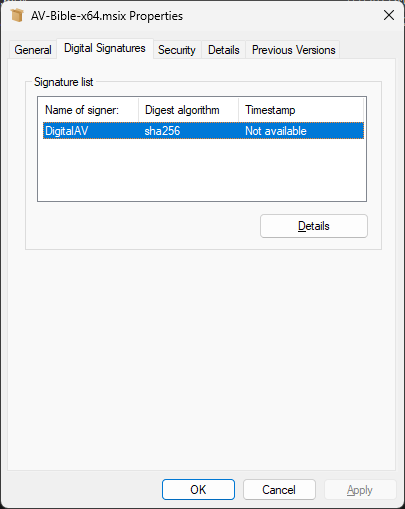 AV-Bible-x64.msix Properties
General Digital Signatures Security Details Previous Versions
Signature list
Name of signer: Digest algorithm Timestamp
DigitalAV sha256 Not available
Details
OK Cancel Apply